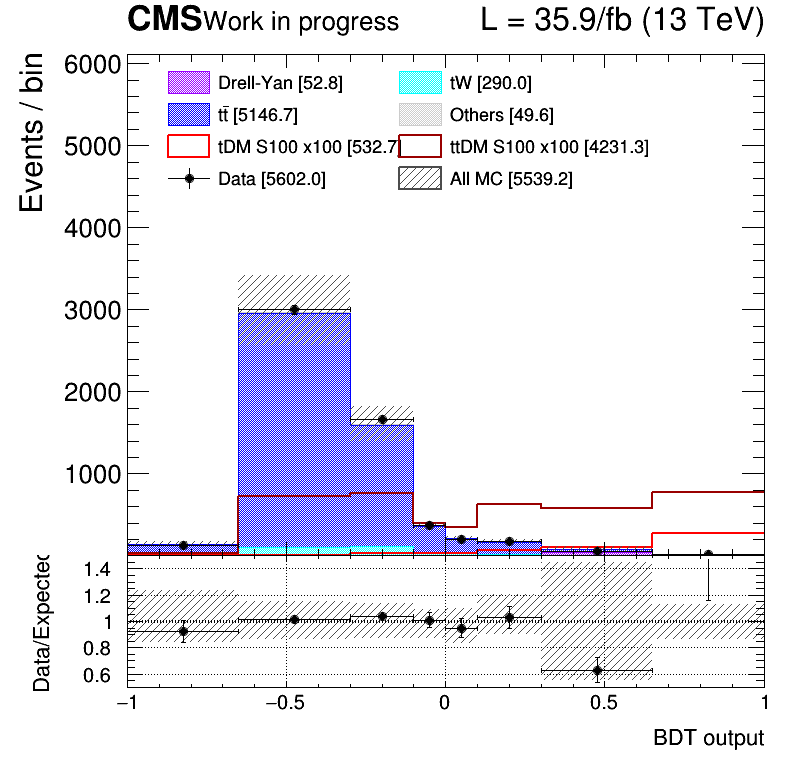 CMS Work in progress L = 35.9/fb (13 TeV)
Events / bin
6000
5000
4000
3000
2000
1000
Drell-Yan [52.8] tW [290.0]
tt̄ [5146.7] Others [49.6]
tDM S100 x100 [532.7] ttDM S100 x100 [4231.3]
Data [5602.0] All MC [5539.2]
Data/Expected
1.4
1.2
1
0.8
0.6
−1 −0.5 0 0.5 1
BDT output